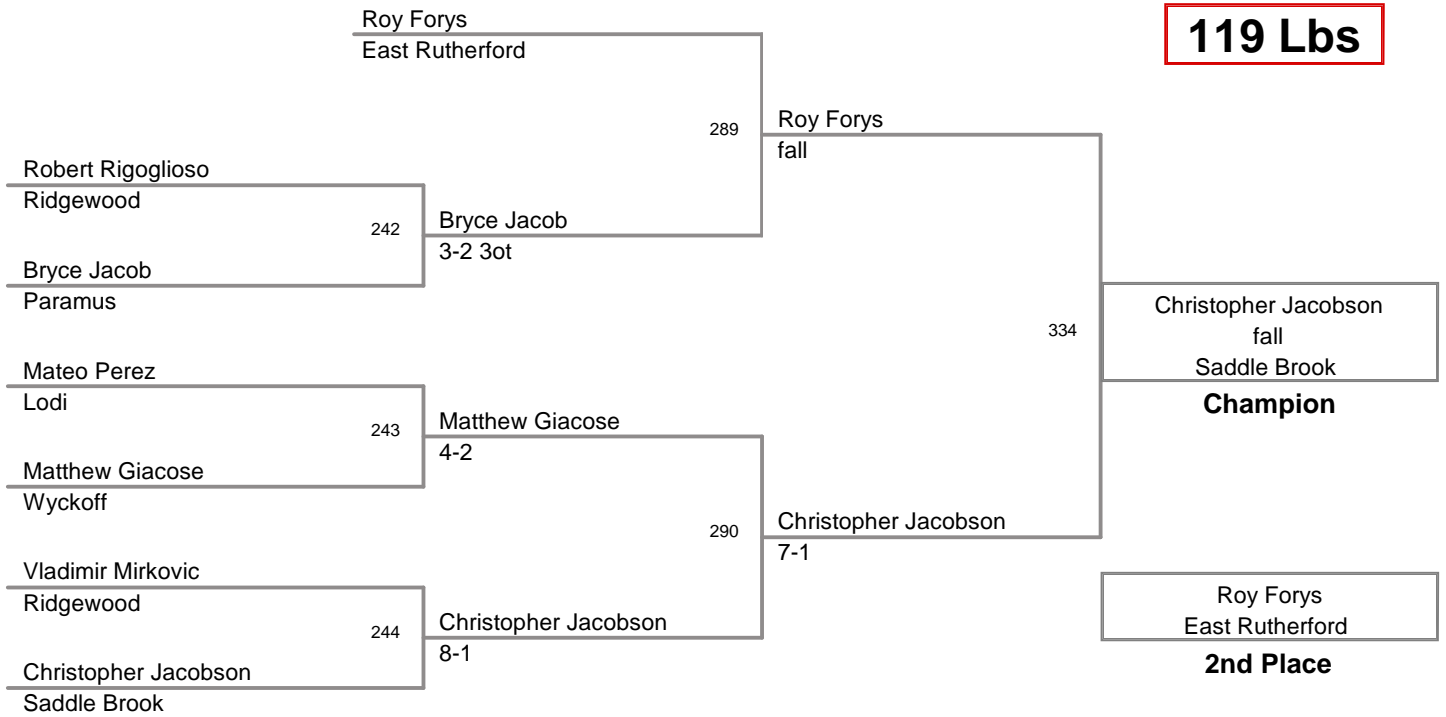 Roy Forys
East Rutherford
119 Lbs
289
Roy Forys
fall
Robert Rigoglioso
Ridgewood
242
Bryce Jacob
3-2 3ot
Bryce Jacob
Paramus
334
Christopher Jacobson
fall
Saddle Brook
Champion
Mateo Perez
Lodi
243
Matthew Giacose
4-2
Matthew Giacose
Wyckoff
290
Christopher Jacobson
7-1
Vladimir Mirkovic
Ridgewood
244
Christopher Jacobson
8-1
Christopher Jacobson
Saddle Brook
Roy Forys
East Rutherford
2nd Place